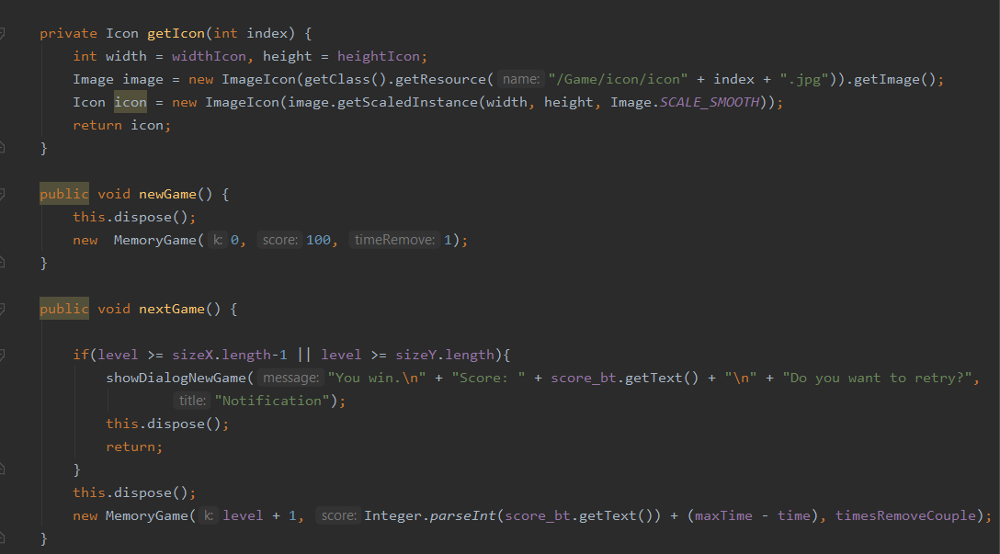 private Icon getIcon(int index) {
int width = widthIcon, height = heightIcon;
Image image = new ImageIcon(getClass().getResource( name: "/Game/icon/icon" + index + ".jpg")).getImage();
Icon icon = new ImageIcon(image.getScaledInstance(width, height, Image.SCALE_SMOOTH));
return icon;
}
public void newGame() {
this.dispose();
new  MemoryGame( k: 0, score: 100, timeRemove: 1);
}
public void nextGame() {
if(level >= sizeX.length-1 || level >= sizeY.length){
showDialogNewGame( message: "You win.\n" + "Score: " + score_bt.getText() + "\n" + "Do you want to retry?",
title: "Notification");
this.dispose();
return;
}
this.dispose();
new MemoryGame( k: level + 1, score: Integer.parseInt(score_bt.getText()) + (maxTime - time), timesRemoveCouple);
}